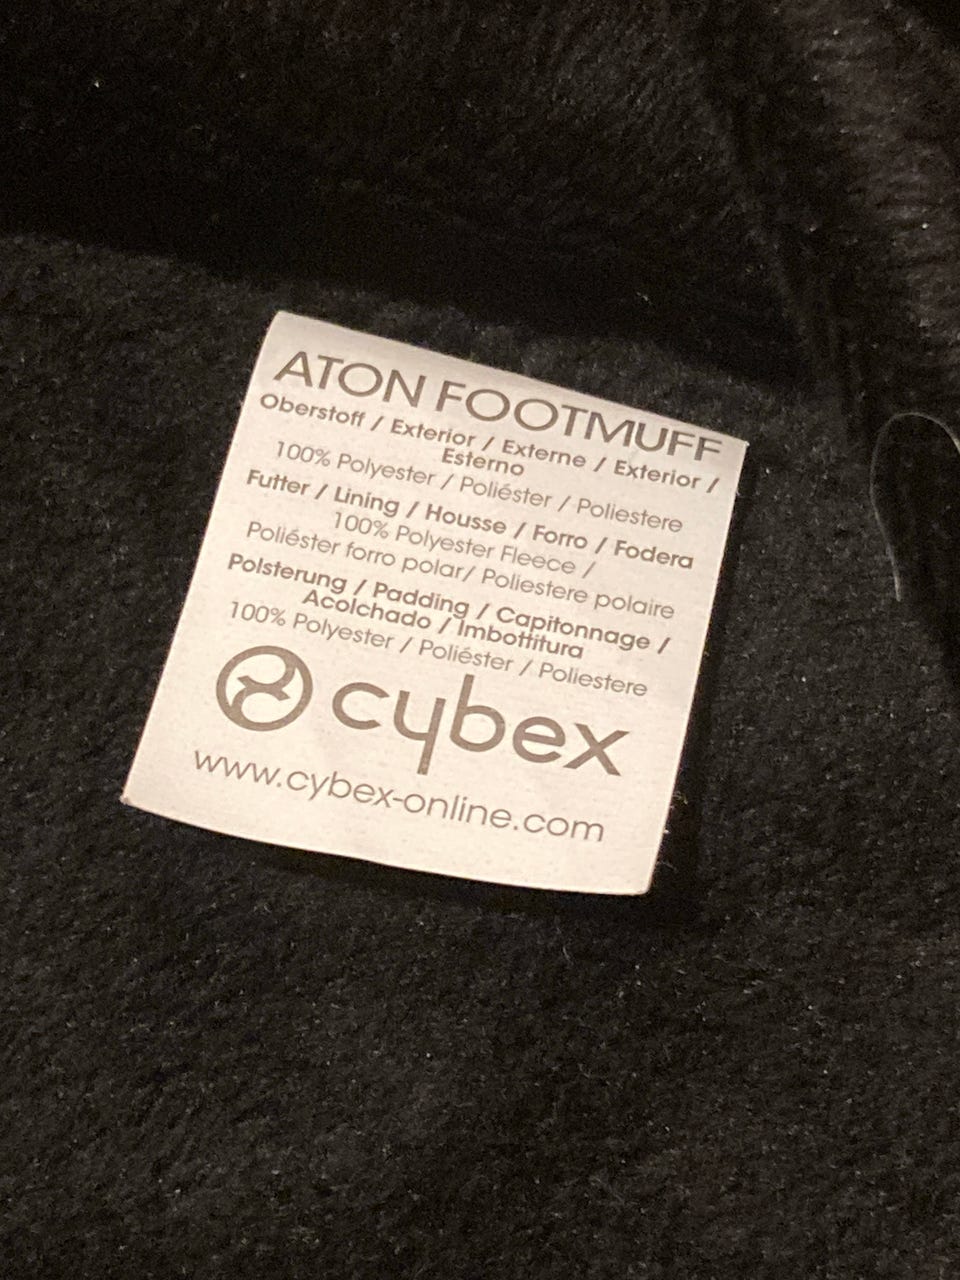 ATON FOOTMUFF
Oberstoff / Exterior / Externe / Exterior /
Esterno
100% Polyester / Poliéster / Poliestere
Futter / Lining / Housse / Forro / Fodera
100% Polyester Fleece /
Poliéster forro polar/ Poliestere polaire
Polsterung / Padding / Capitonnage /
Acolchado / Imbottitura
100% Polyester / Poliéster / Poliestere
cybex
www.cybex-online.com